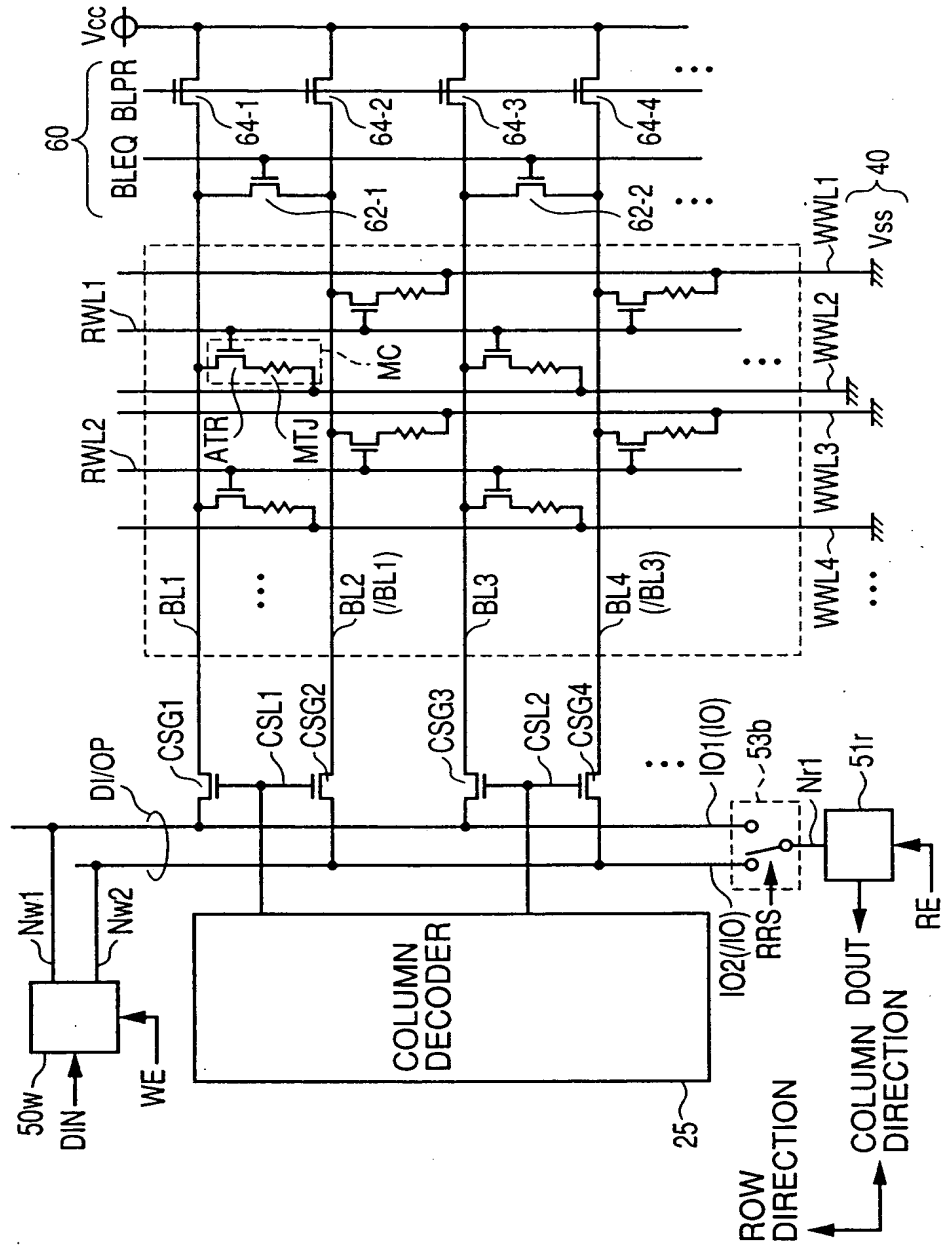 60
BLEQ BLPR Vcc
64-1
64-2
64-3
64-4
62-1
62-2
RWL1
RWL2
MC
ATR
MTJ
WWL1
WWL2
WWL3
WWL4
Vss
40
BL1
BL2
(/BL1)
BL3
BL4
(/BL3)
CSG1
CSL1
CSG2
CSG3
CSL2
CSG4
DI/OP
Nw1
Nw2
50w
DIN
WE
COLUMN
DECODER
25
IO1(IO)
IO2(/IO)
53b
RRS
Nr1
51r
RE
DOUT
ROW
DIRECTION
COLUMN
DIRECTION